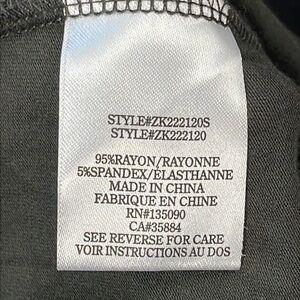 STYLE#ZK222120S
STYLE#ZK222120
95%RAYON/RAYONNE
5%SPANDEX/ÉLASTHANNE
MADE IN CHINA
FABRIQUE EN CHINE
RN#135090
CA#35884
SEE REVERSE FOR CARE
VOIR INSTRUCTIONS AU DOS